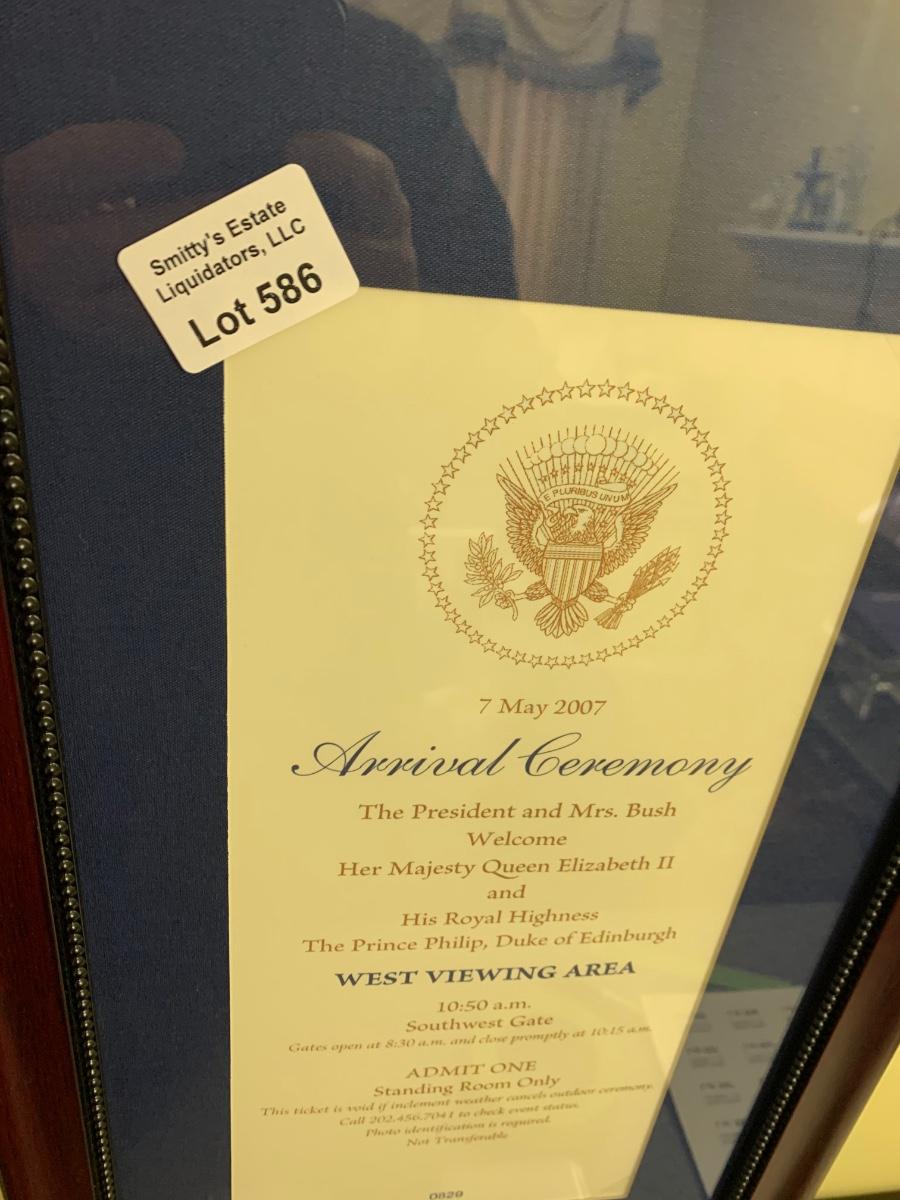 Smitty's Estate
Liquidators, LLC
Lot 586
E PLURIBUS UNUM
7 May 2007
Arrival Ceremony
The President and Mrs. Bush
Welcome
Her Majesty Queen Elizabeth II
and
His Royal Highness
The Prince Philip, Duke of Edinburgh
WEST VIEWING AREA
10:50 a.m.
Southwest Gate
Gates open at 8:30 a.m. and close promptly at 10:15 a.m.
ADMIT ONE
Standing Room Only
This ticket is void if inclement weather cancels outdoor ceremony.
Call 202.456.7041 to check event status.
Photo identification is required.
Not Transferable
0829